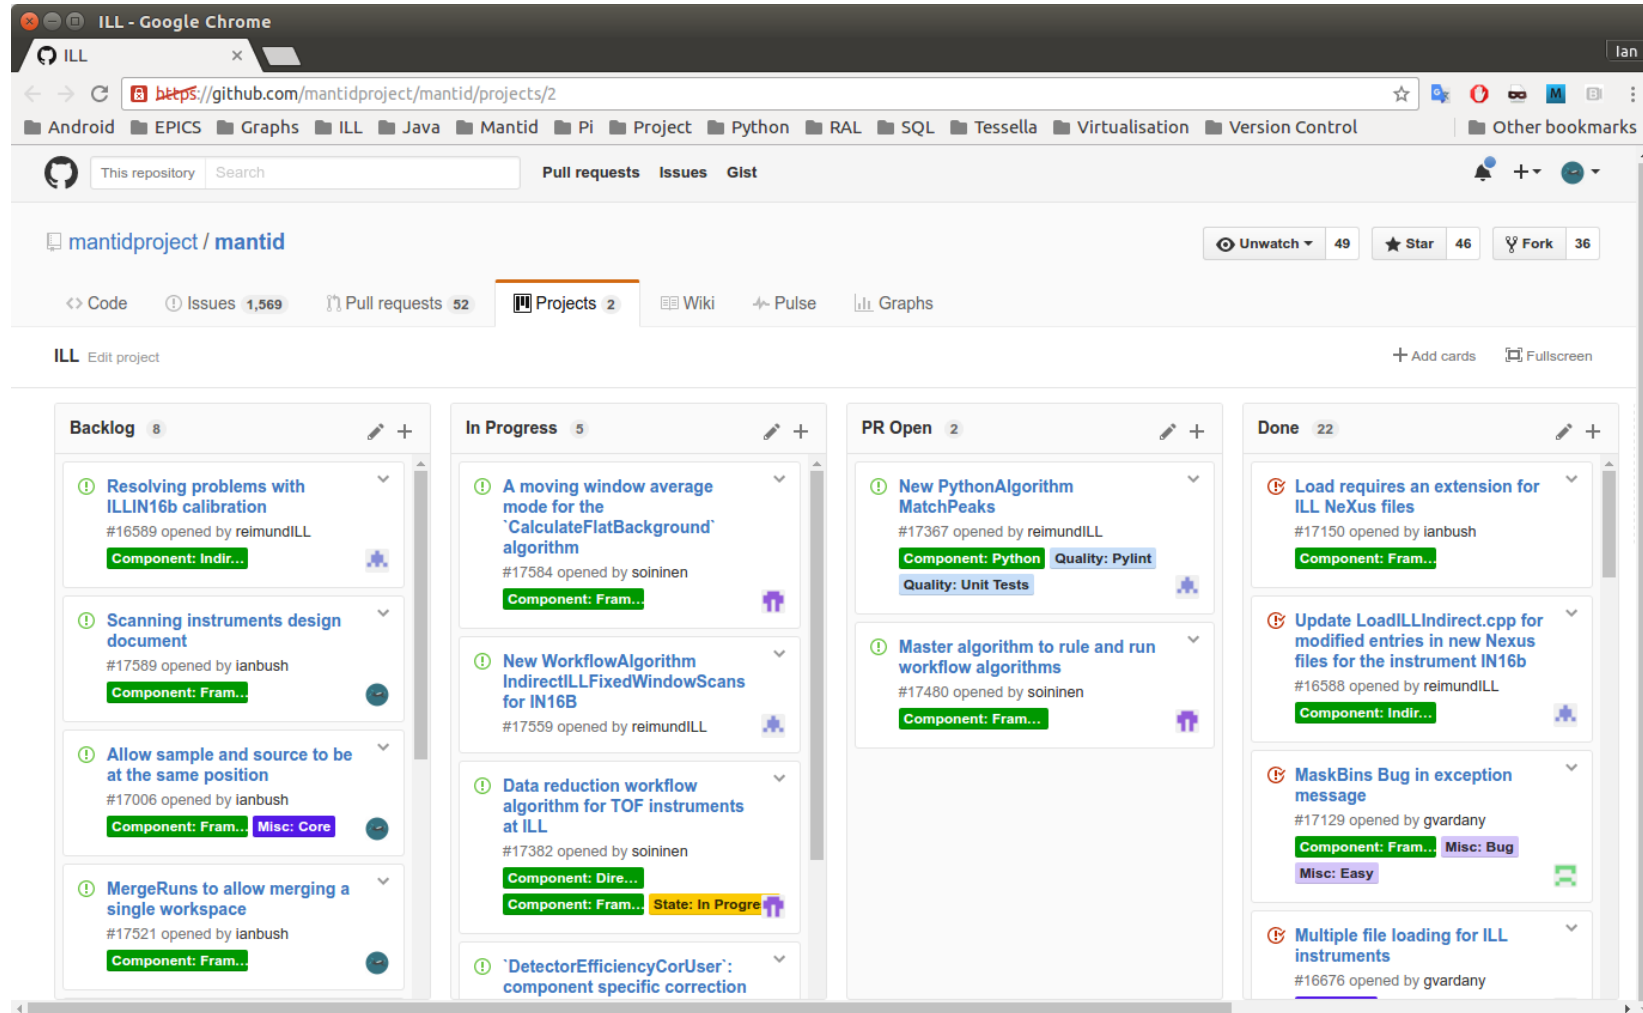 ILL - Google Chrome
ILL
Ian
https://github.com/mantidproject/mantid/projects/2
Android EPICS Graphs ILL Java Mantid Pi Project Python RAL SQL Tessella Virtualisation Version Control Other bookmarks
This repository Search Pull requests Issues Gist
mantidproject / mantid
Unwatch 49 Star 46 Fork 36
Code Issues 1,569 Pull requests 52 Projects 2 Wiki Pulse Graphs
ILL Edit project
Add cards Fullscreen
Backlog 8
Resolving problems with
ILLIN16b calibration
#16589 opened by reimundILL
Component: Indir...
Scanning instruments design
document
#17589 opened by ianbush
Component: Fram...
Allow sample and source to be
at the same position
#17006 opened by ianbush
Component: Fram... Misc: Core
MergeRuns to allow merging a
single workspace
#17521 opened by ianbush
Component: Fram...
In Progress 5
A moving window average
mode for the
`CalculateFlatBackground`
algorithm
#17584 opened by soininen
Component: Fram...
New WorkflowAlgorithm
IndirectILLFixedWindowScans
for IN16B
#17559 opened by reimundILL
Data reduction workflow
algorithm for TOF instruments
at ILL
#17382 opened by soininen
Component: Dire...
Component: Fram... State: In Progre
`DetectorEfficiencyCorUser`:
component specific correction
PR Open 2
New PythonAlgorithm
MatchPeaks
#17367 opened by reimundILL
Component: Python Quality: Pylint
Quality: Unit Tests
Master algorithm to rule and run
workflow algorithms
#17480 opened by soininen
Component: Fram...
Done 22
Load requires an extension for
ILL NeXus files
#17150 opened by ianbush
Component: Fram...
Update LoadILLIndirect.cpp for
modified entries in new Nexus
files for the instrument IN16b
#16588 opened by reimundILL
Component: Indir...
MaskBins Bug in exception
message
#17129 opened by gvardany
Component: Fram... Misc: Bug
Misc: Easy
Multiple file loading for ILL
instruments
#16676 opened by gvardany